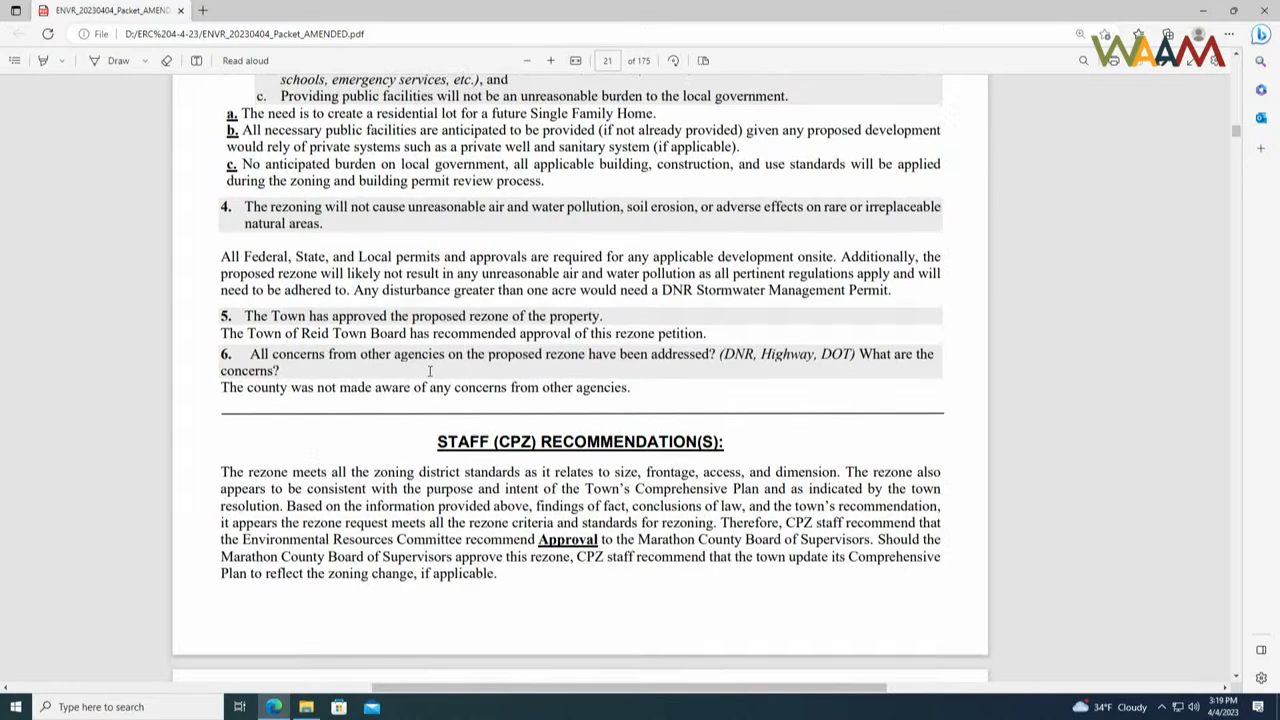 ENVR_20230404_Packet_AMENDED
File
D:/ERC%204-4-23/ENVR_20230404_Packet_AMENDED.pdf
WAAM
Draw
Read aloud
21
of 175
schools, emergency services, etc.), and
c. Providing public facilities will not be an unreasonable burden to the local government.
a. The need is to create a residential lot for a future Single Family Home.
b. All necessary public facilities are anticipated to be provided (if not already provided) given any proposed development
would rely of private systems such as a private well and sanitary system (if applicable).
c. No anticipated burden on local government, all applicable building, construction, and use standards will be applied
during the zoning and building permit review process.
4. The rezoning will not cause unreasonable air and water pollution, soil erosion, or adverse effects on rare or irreplaceable
natural areas.
All Federal, State, and Local permits and approvals are required for any applicable development onsite. Additionally, the
proposed rezone will likely not result in any unreasonable air and water pollution as all pertinent regulations apply and will
need to be adhered to. Any disturbance greater than one acre would need a DNR Stormwater Management Permit.
5. The Town has approved the proposed rezone of the property.
The Town of Reid Town Board has recommended approval of this rezone petition.
6. All concerns from other agencies on the proposed rezone have been addressed? (DNR, Highway, DOT) What are the
concerns?
The county was not made aware of any concerns from other agencies.
STAFF (CPZ) RECOMMENDATION(S):
The rezone meets all the zoning district standards as it relates to size, frontage, access, and dimension. The rezone also
appears to be consistent with the purpose and intent of the Town's Comprehensive Plan and as indicated by the town
resolution. Based on the information provided above, findings of fact, conclusions of law, and the town's recommendation,
it appears the rezone request meets all the rezone criteria and standards for rezoning. Therefore, CPZ staff recommend that
the Environmental Resources Committee recommend Approval to the Marathon County Board of Supervisors. Should the
Marathon County Board of Supervisors approve this rezone, CPZ staff recommend that the town update its Comprehensive
Plan to reflect the zoning change, if applicable.
Type here to search
34°F Cloudy
3:19 PM
4/4/2023